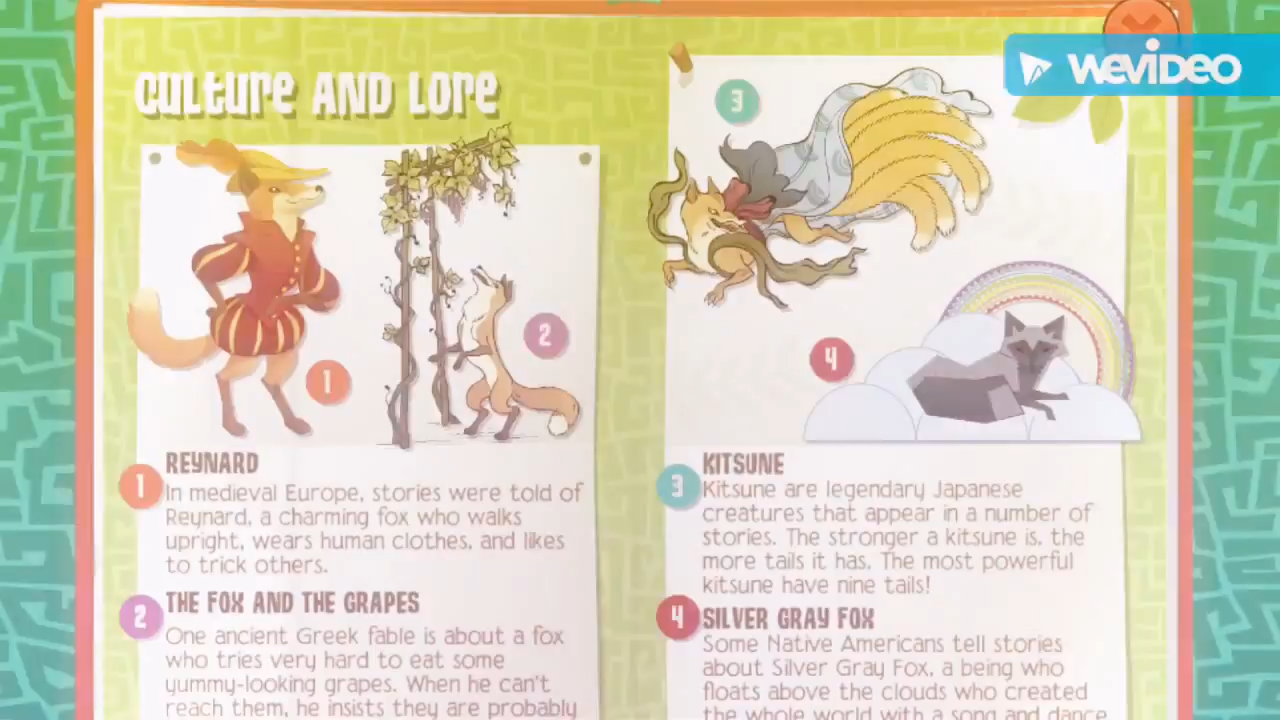 WEVIDEO
CULTURE AND LORE
3
1
2
4
REYNARD
1
In medieval Europe, stories were told of
Reynard, a charming fox who walks
upright, wears human clothes, and likes
to trick others.
THE FOX AND THE GRAPES
2
One ancient Greek fable is about a fox
who tries very hard to eat some
yummy-looking grapes. When he can't
reach them, he insists they are probably
KITSUNE
3
Kitsune are legendary Japanese
creatures that appear in a number of
stories. The stronger a kitsune is, the
more tails it has. The most powerful
kitsune have nine tails!
SILVER GRAY FOX
4
Some Native Americans tell stories
about Silver Gray Fox, a being who
floats above the clouds who created
the whole world with a song and dance